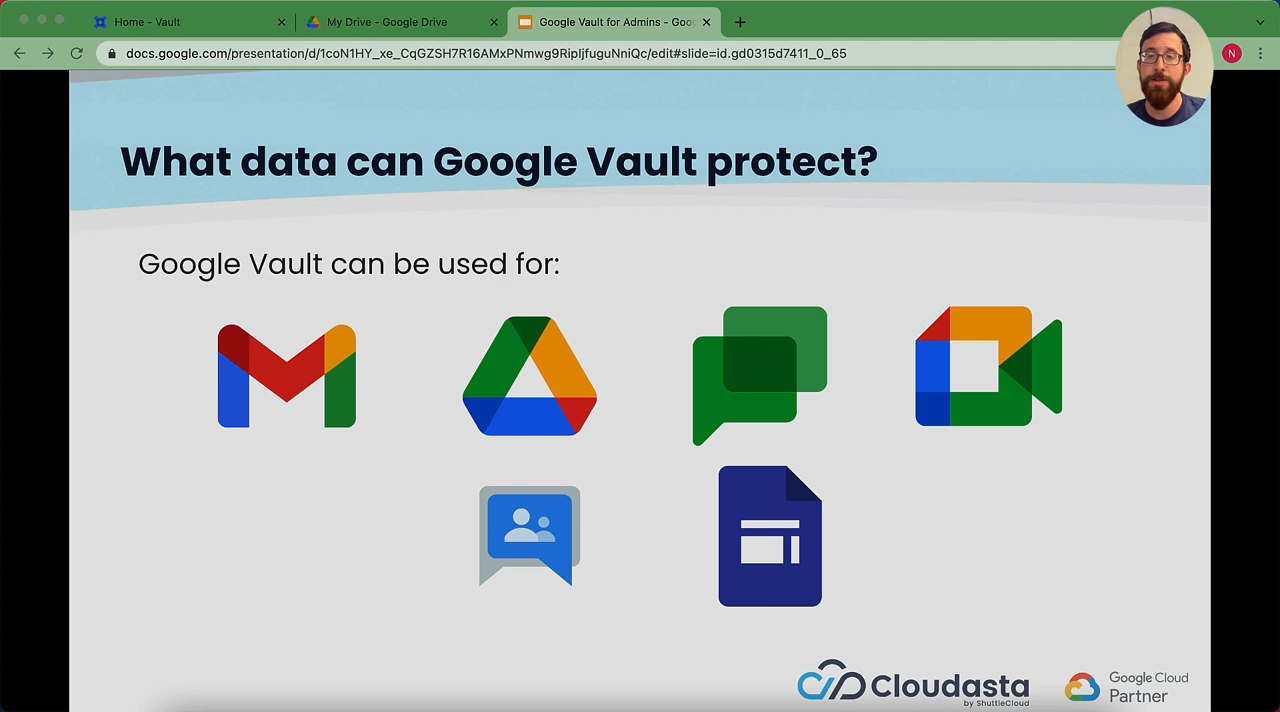 Home - Vault
My Drive - Google Drive
Google Vault for Admins - Goo
docs.google.com/presentation/d/1coN1HY_xe_CqGZSH7R16AMxPNmwg9RipIjfuguNniQc/edit#slide=id.gd0315d7411_0_65
N
What data can Google Vault protect?
Google Vault can be used for:
Cloudasta
by ShuttleCloud
Google Cloud
Partner